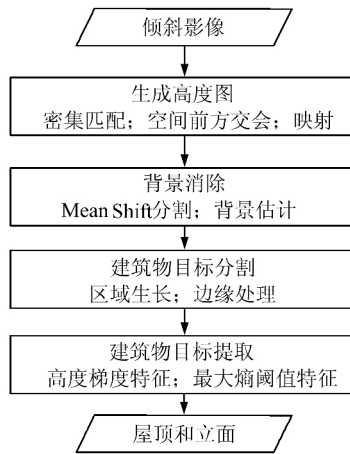 倾斜影像
生成高度图
密集匹配；空间前方交会；映射
背景消除
Mean Shift分割；背景估计
建筑物目标分割
区域生长；边缘处理
建筑物目标提取
高度梯度特征；最大熵阈值特征
屋顶和立面